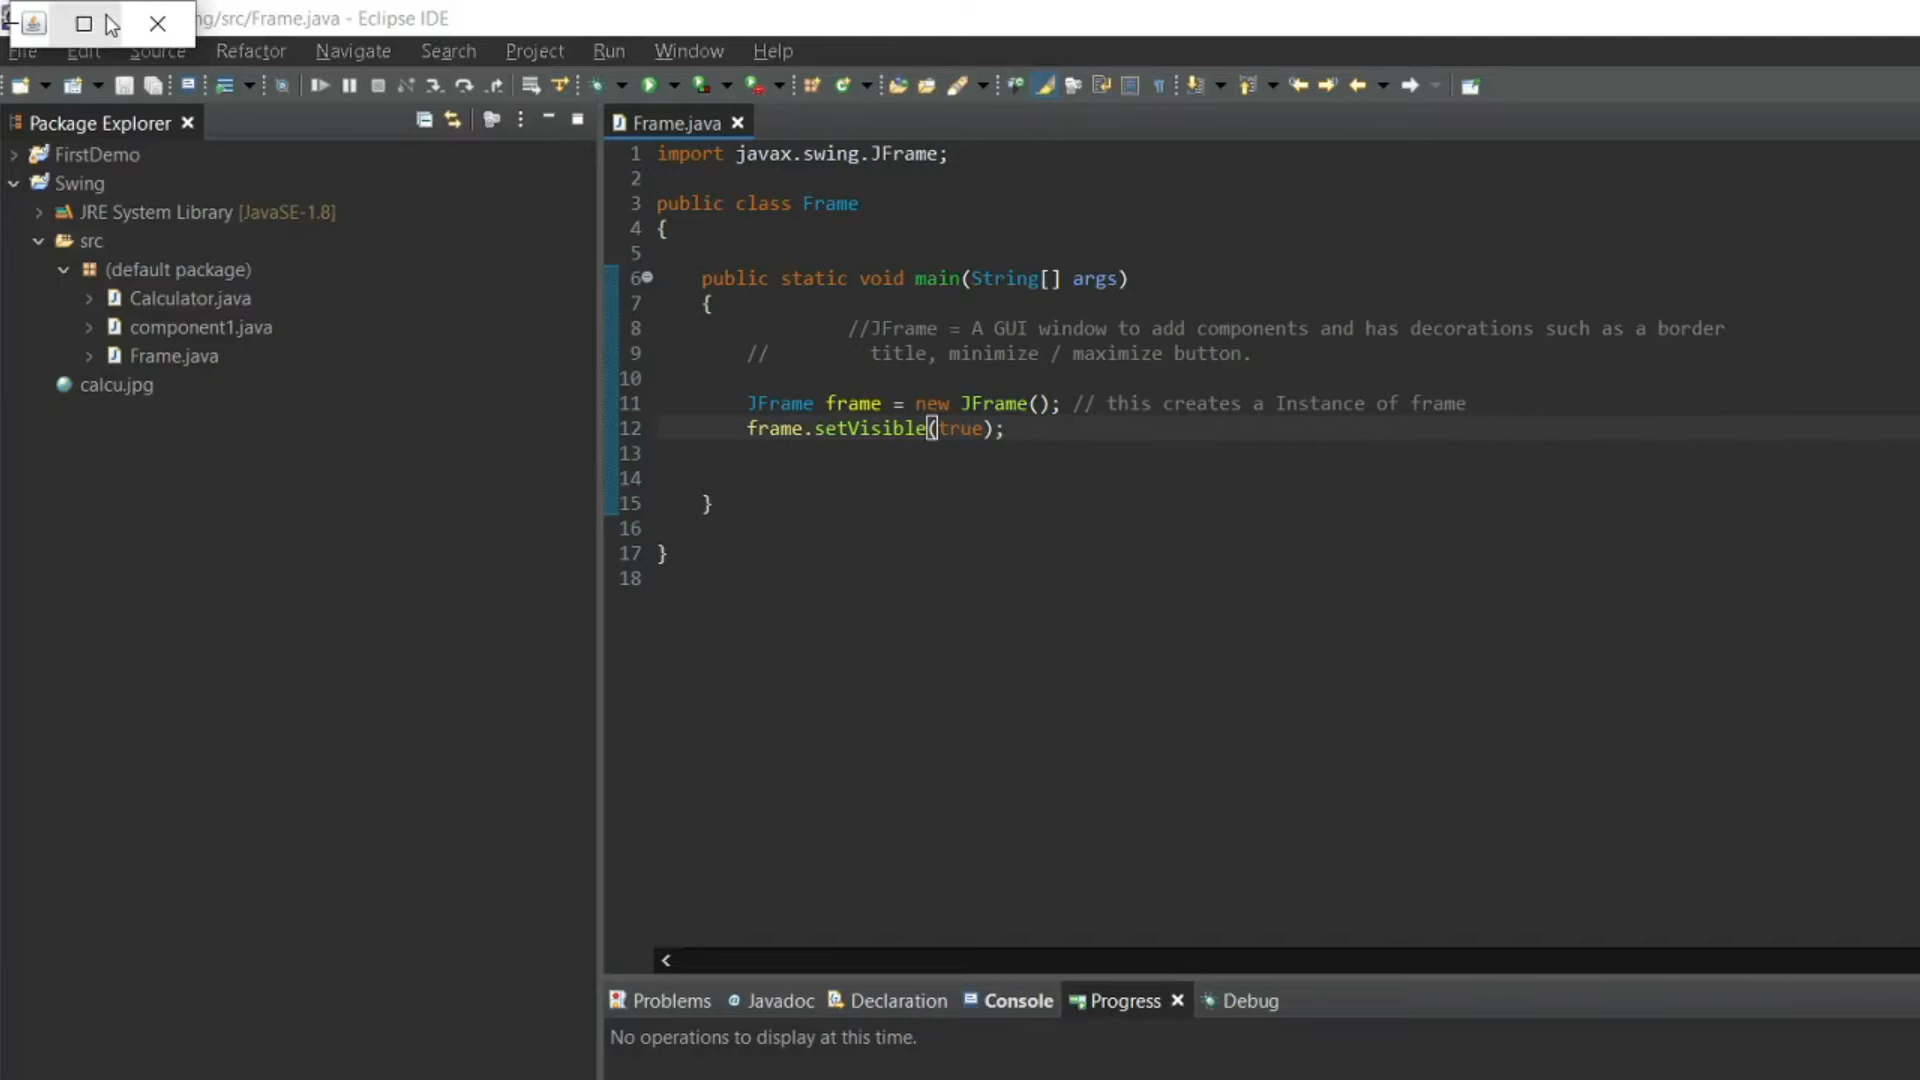 ng/src/Frame.java - Eclipse IDE
File Edit Source Refactor Navigate Search Project Run Window Help
Package Explorer
FirstDemo
Swing
JRE System Library [JavaSE-1.8]
src
(default package)
Calculator.java
component1.java
Frame.java
calcu.jpg
Frame.java
1 import javax.swing.JFrame;
2
3 public class Frame
4 {
5
6 public static void main(String[] args)
7 {
8 //JFrame = A GUI window to add components and has decorations such as a border
9 // title, minimize / maximize button.
10
11 JFrame frame = new JFrame(); // this creates a Instance of frame
12 frame.setVisible(true);
13
14
15 }
16
17 }
18
Problems Javadoc Declaration Console Progress Debug
No operations to display at this time.